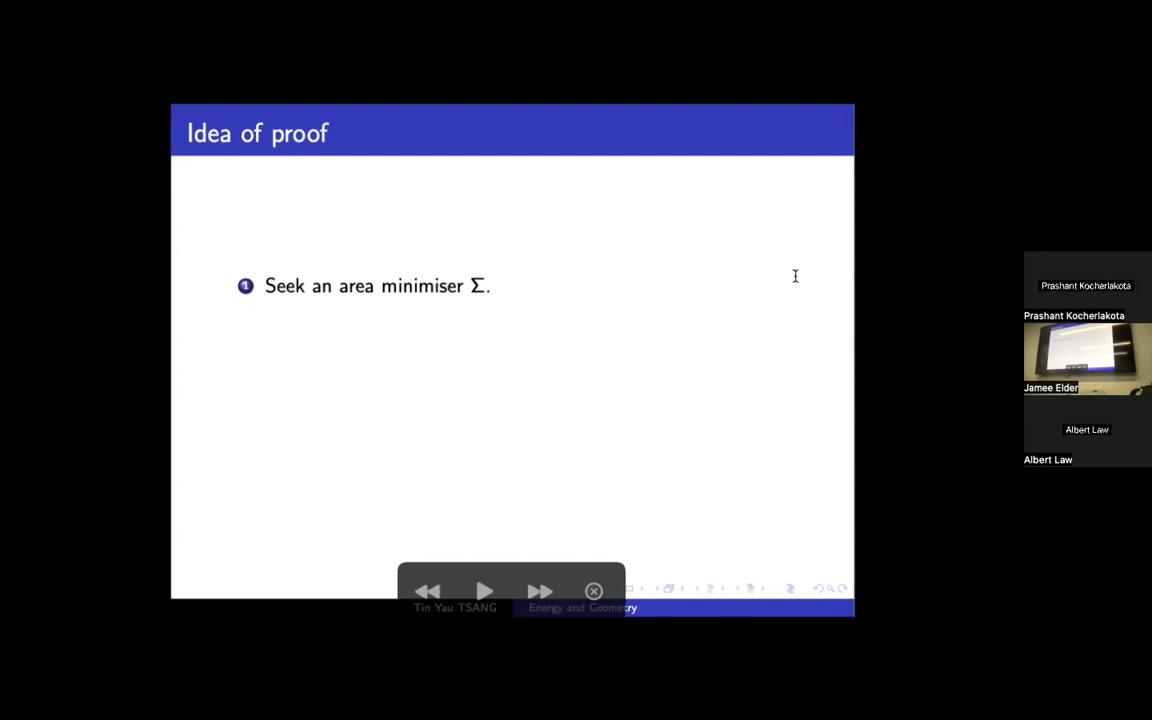 Idea of proof
1 Seek an area minimiser Σ.
Tin Yau TSANG
Energy and Geometry
Prashant Kocherlakota
Prashant Kocherlakota
Jamee Elder
Albert Law
Albert Law